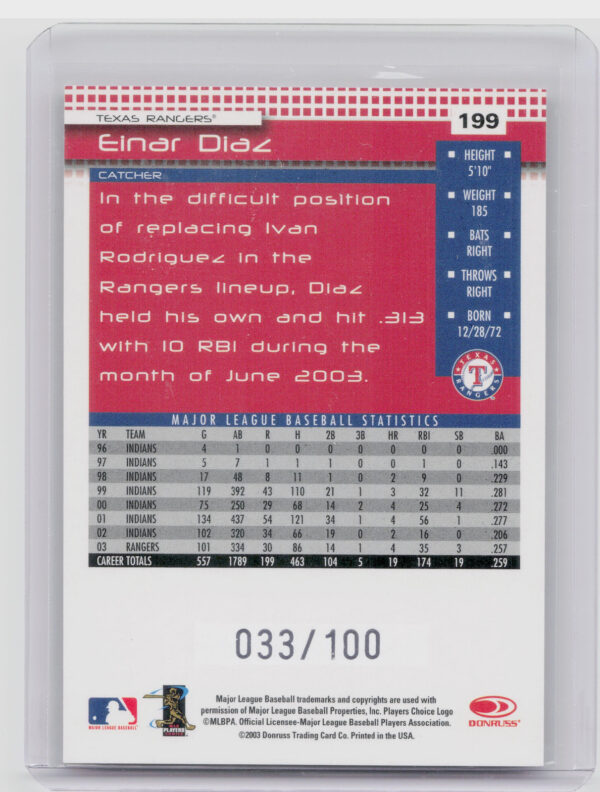 TEXAS RANGERS®
199
Einar Diaz
CATCHER
In the difficult position
of replacing Ivan
Rodriguez in the
Rangers lineup, Diaz
held his own and hit .313
with 10 RBI during the
month of June 2003.
HEIGHT
5'10"
WEIGHT
185
BATS
RIGHT
THROWS
RIGHT
BORN
12/28/72
TEXAS
T
RANGERS
MAJOR LEAGUE BASEBALL STATISTICS
YR TEAM G AB R H 2B 3B HR RBI SB BA
96 INDIANS 4 1 0 0 0 0 0 0 0 .000
97 INDIANS 5 7 1 1 1 0 0 1 0 .143
98 INDIANS 17 48 8 11 1 0 2 9 0 .229
99 INDIANS 119 392 43 110 21 1 3 32 11 .281
00 INDIANS 75 250 29 68 14 2 4 25 4 .272
01 INDIANS 134 437 54 121 34 1 4 56 1 .277
02 INDIANS 102 320 34 66 19 0 2 16 0 .206
03 RANGERS 101 334 30 86 14 1 4 35 3 .257
CAREER TOTALS 557 1789 199 463 104 5 19 174 19 .259
033/100
MAJOR LEAGUE BASEBALL
PLAYERS
Major League Baseball trademarks and copyrights are used with
permission of Major League Baseball Properties, Inc. Players Choice Logo
©MLBPA. Official Licensee-Major League Baseball Players Association.
©2003 Donruss Trading Card Co. Printed in the USA.
DONRUSS